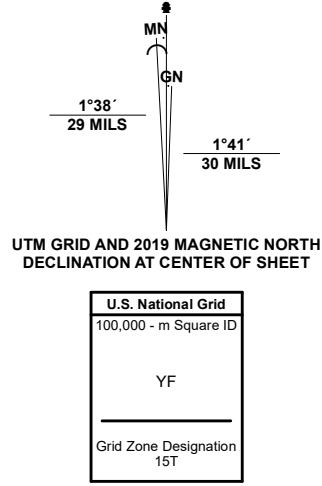 MN
GN
1°38´
29 MILS
1°41´
30 MILS
UTM GRID AND 2019 MAGNETIC NORTH
DECLINATION AT CENTER OF SHEET
U.S. National Grid
100,000 - m Square ID
YF
Grid Zone Designation
15T